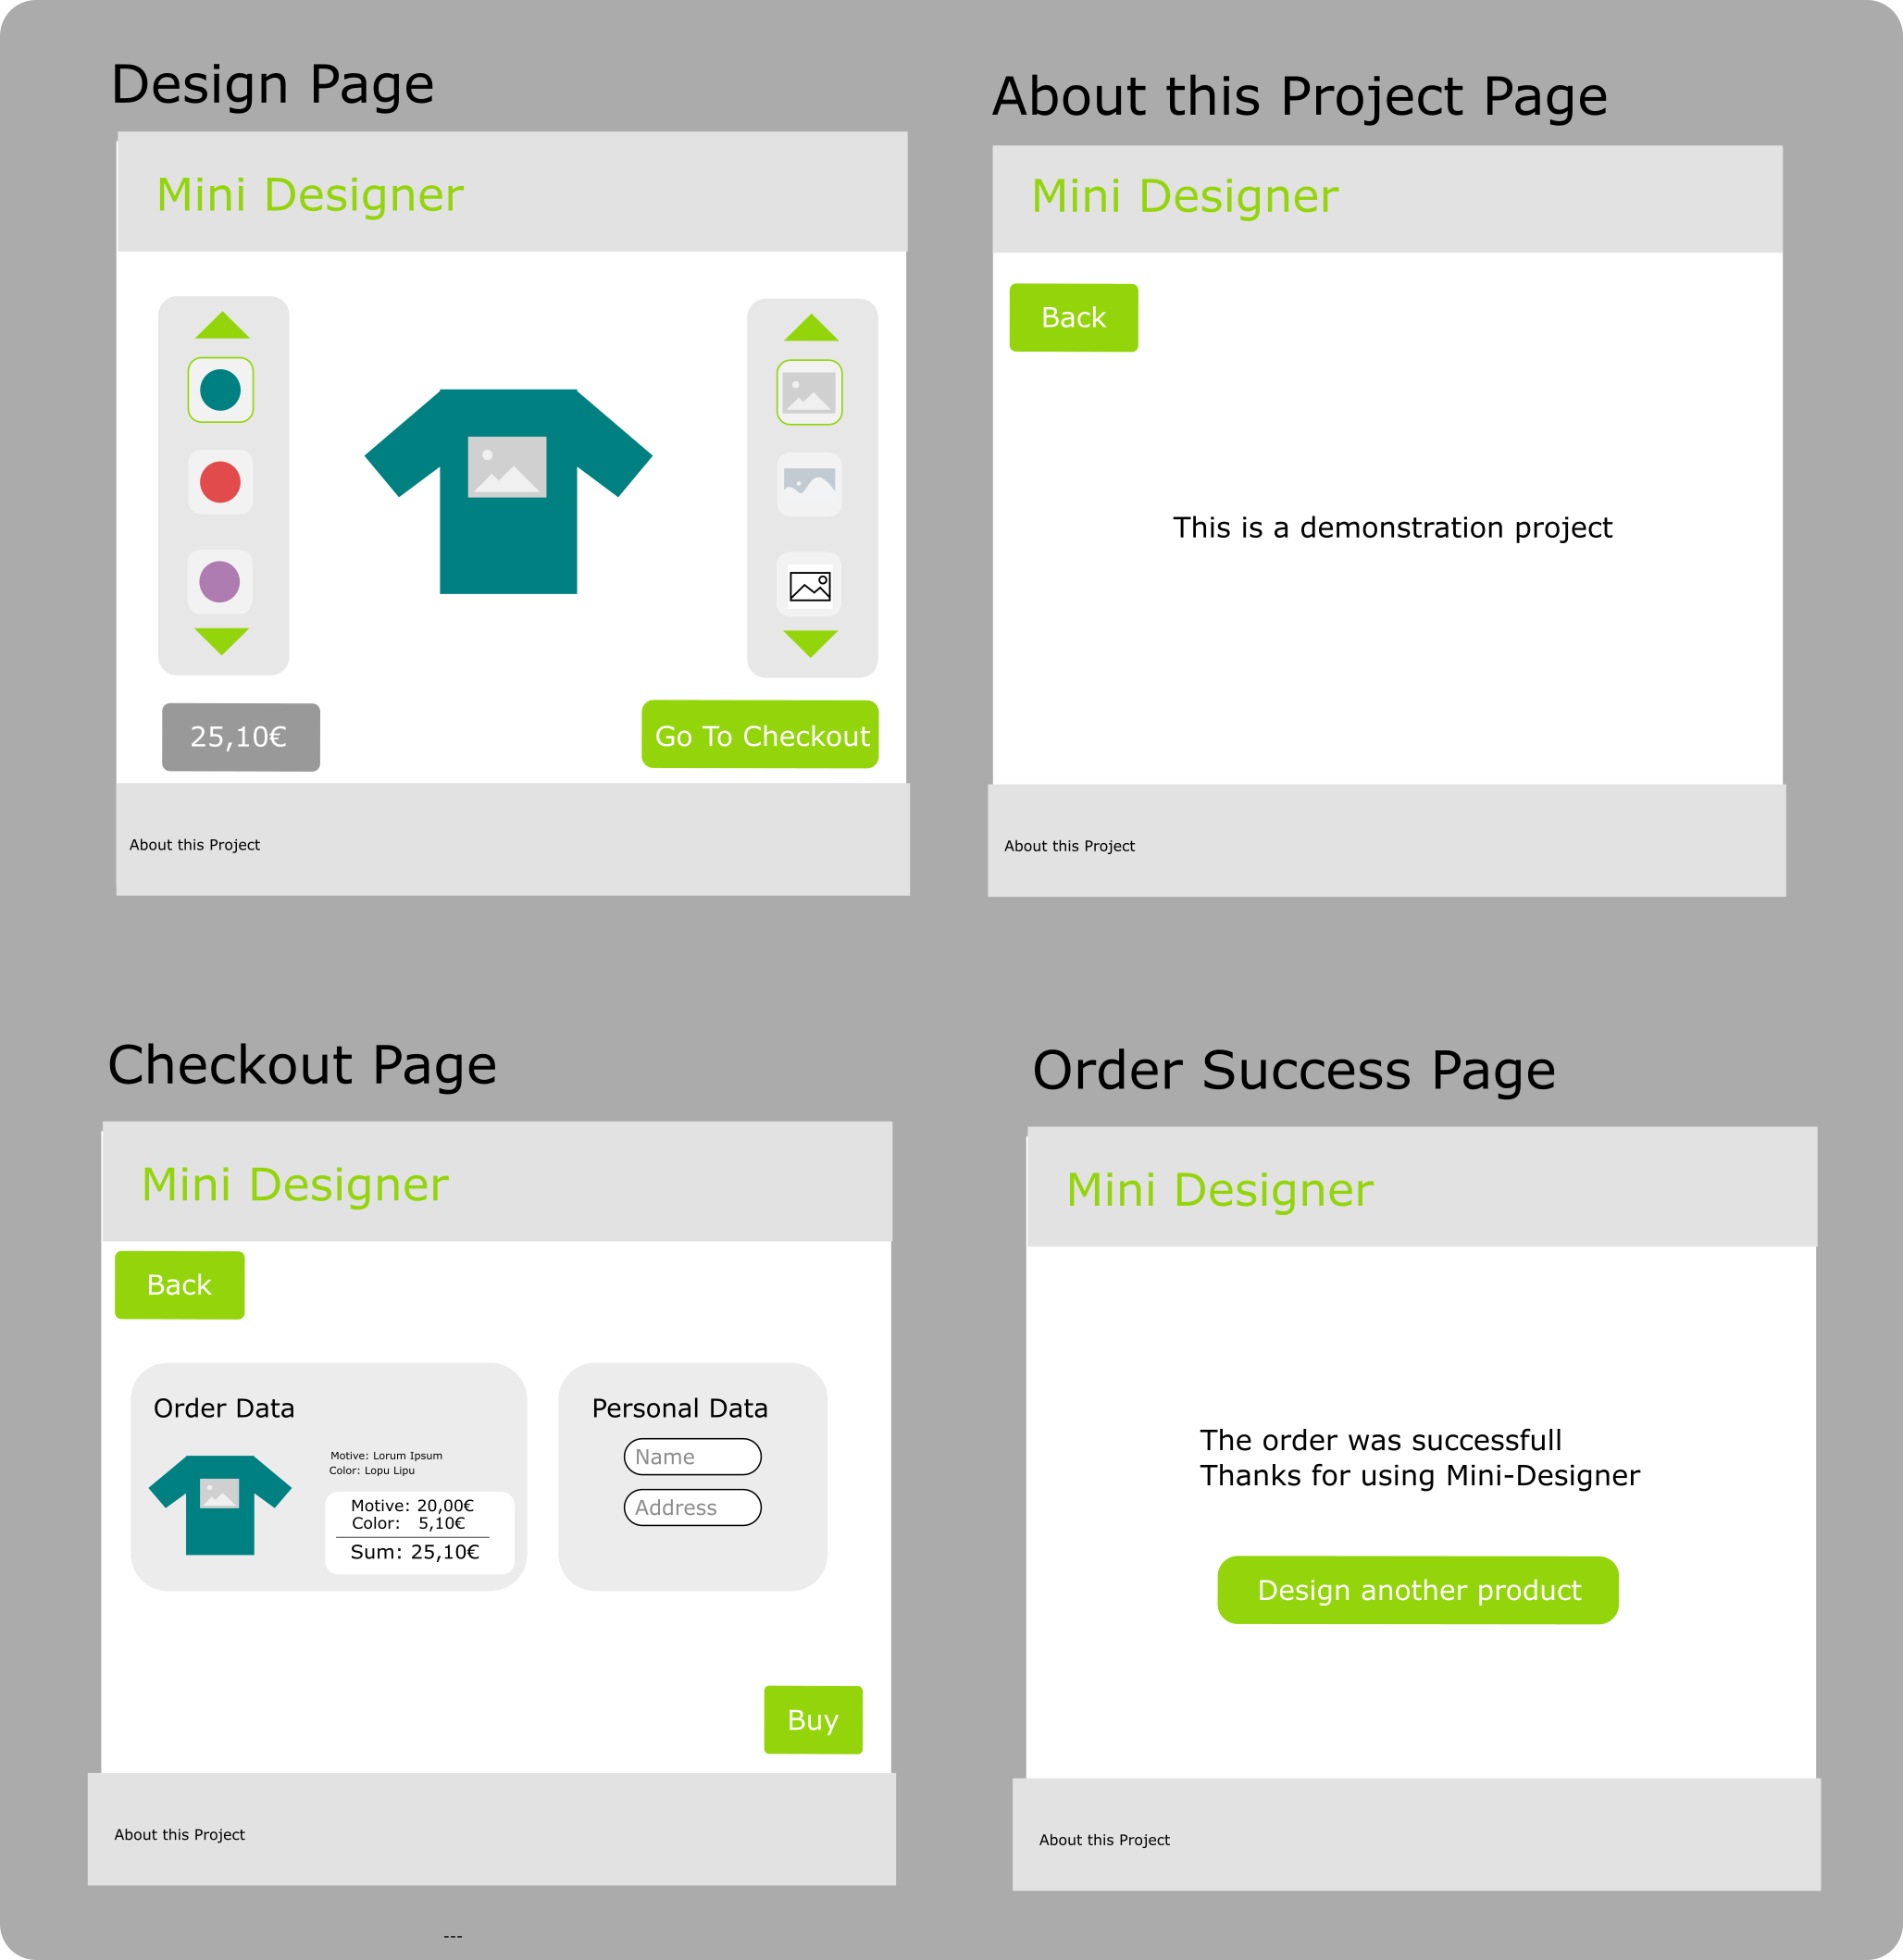 Design Page
Mini Designer
25,10€
Go To Checkout
About this Project
About this Project Page
Mini Designer
Back
This is a demonstration project
About this Project
Checkout Page
Mini Designer
Back
Order Data
Motive: Lorum Ipsum
Color: Lopu Lipu
Motive: 20,00€
Color: 5,10€
Sum: 25,10€
Personal Data
Name
Address
Buy
About this Project
---
Order Success Page
Mini Designer
The order was successfull
Thanks for using Mini-Designer
Design another product
About this Project